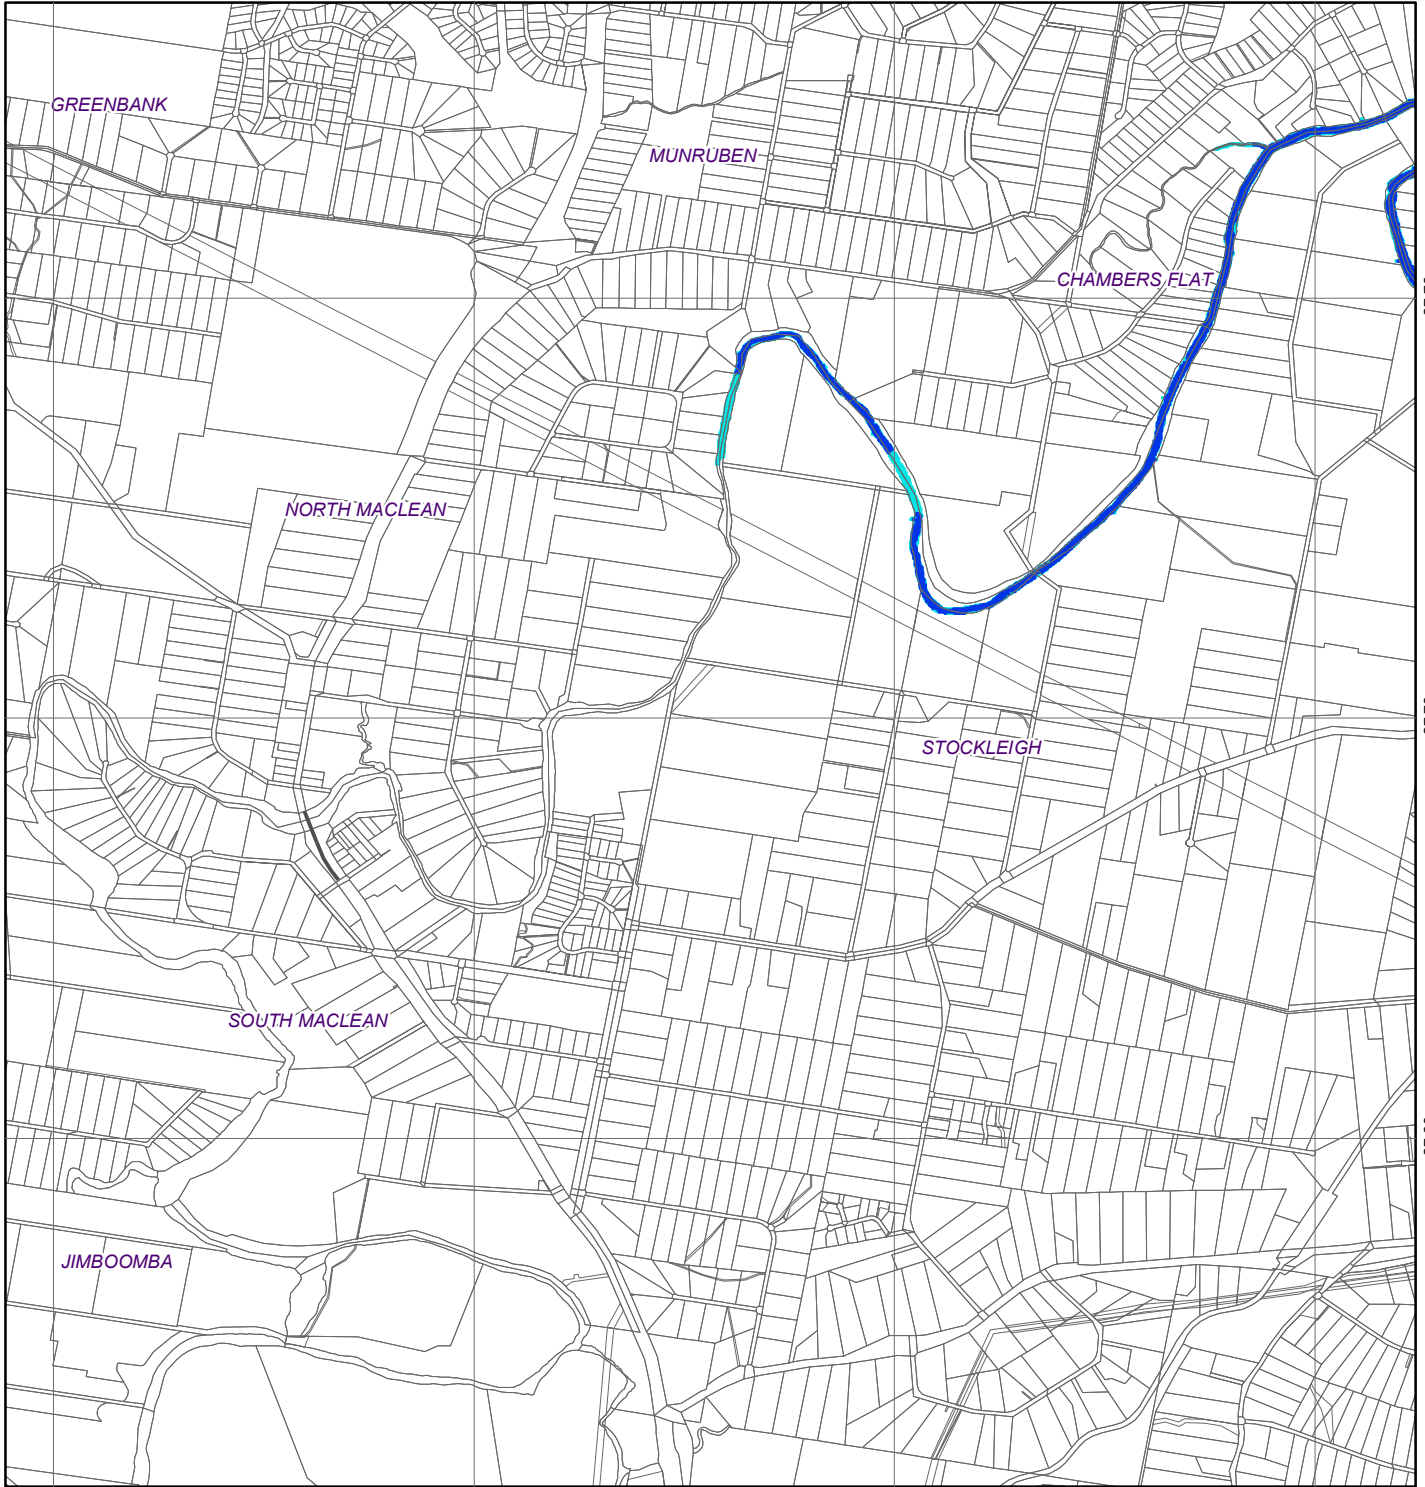 GREENBANK
MUNRUBEN
CHAMBERS FLAT
NORTH MACLEAN
STOCKLEIGH
SOUTH MACLEAN
JIMBOOMBA